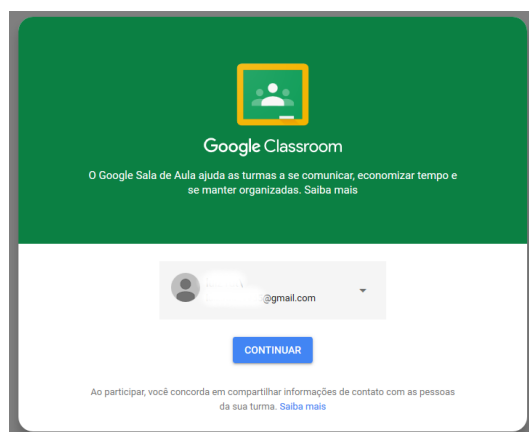 Google Classroom
O Google Sala de Aula ajuda as turmas a se comunicar, economizar tempo e
se manter organizadas. Saiba mais
@gmail.com
CONTINUAR
Ao participar, você concorda em compartilhar informações de contato com as pessoas
da sua turma. Saiba mais